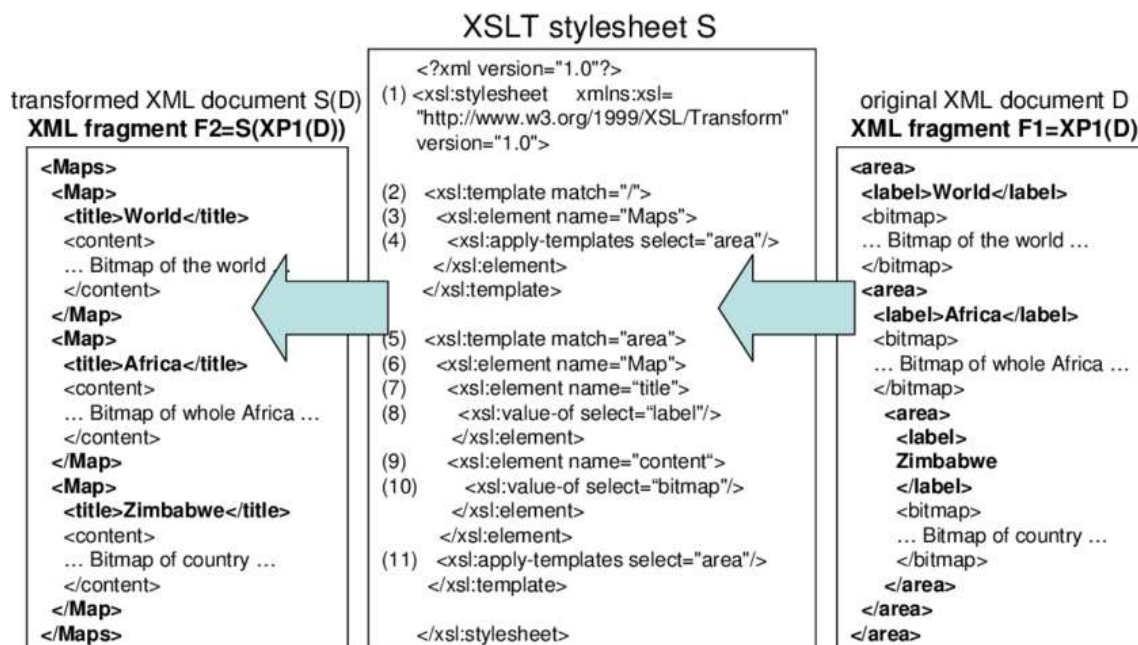 XSLT stylesheet S
transformed XML document S(D)
XML fragment F2=S(XP1(D))
<Maps>
<Map>
<title>World</title>
<content>
… Bitmap of the world …
</content>
</Map>
<Map>
<title>Africa</title>
<content>
… Bitmap of whole Africa …
</content>
</Map>
<Map>
<title>Zimbabwe</title>
<content>
… Bitmap of country …
</content>
</Map>
</Maps>
<?xml version="1.0"?>
(1) <xsl:stylesheet xmlns:xsl=
"http://www.w3.org/1999/XSL/Transform"
version="1.0">
(2) <xsl:template match="/">
(3) <xsl:element name="Maps">
(4) <xsl:apply-templates select="area"/>
</xsl:element>
</xsl:template>
(5) <xsl:template match="area">
(6) <xsl:element name="Map">
(7) <xsl:element name="title">
(8) <xsl:value-of select=“label”/>
</xsl:element>
(9) <xsl:element name="content“>
(10) <xsl:value-of select=“bitmap”/>
</xsl:element>
</xsl:element>
(11) <xsl:apply-templates select="area"/>
</xsl:template>
</xsl:stylesheet>
original XML document D
XML fragment F1=XP1(D)
<area>
<label>World</label>
<bitmap>
… Bitmap of the world …
</bitmap>
<area>
<label>Africa</label>
<bitmap>
… Bitmap of whole Africa …
</bitmap>
<area>
<label>
Zimbabwe
</label>
<bitmap>
… Bitmap of country …
</bitmap>
</area>
</area>
</area>